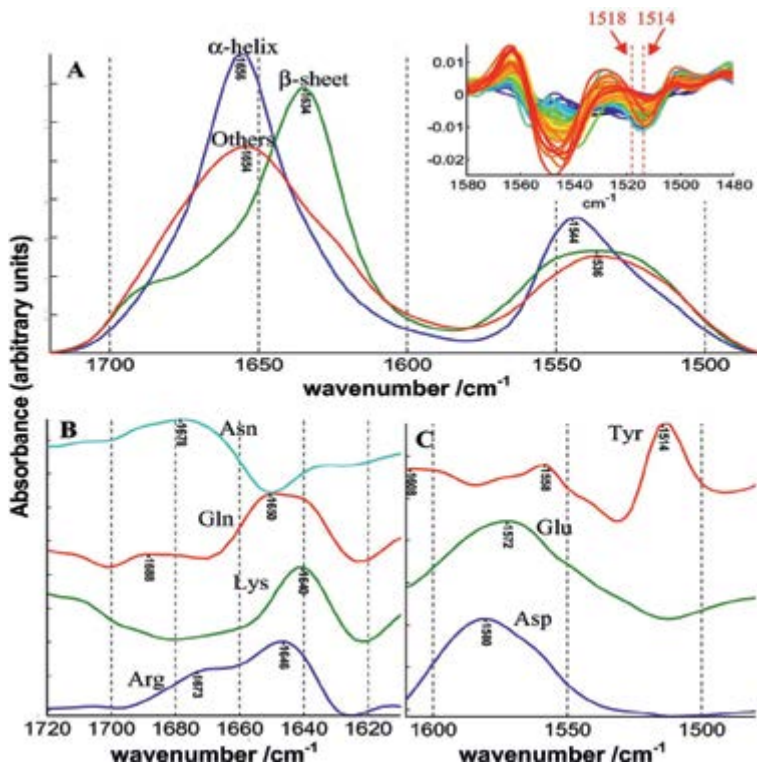 1518 1514
α-helix
A
β-sheet
1656
1634
Others
1654
0.01
0
-0.01
-0.02
1580 1560 1540 1520 1500 1480
cm-1
1544
1536
1700 1650 1600 1550 1500
wavenumber /cm-1
Absorbance (arbitrary units)
B
Asn
1678
Gln
1650
1688
Lys
1640
Arg
1673
1646
1720 1700 1680 1660 1640 1620
wavenumber /cm-1
C
Tyr
1514
1608
1558
Glu
1572
Asp
1580
1600 1550 1500
wavenumber /cm-1